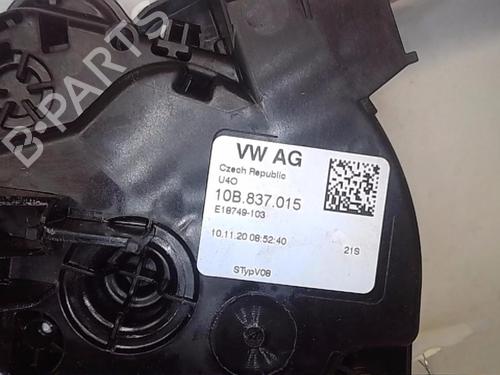 B-PARTS
VW AG
Czech Republic
U4O
10B.837.015
E18749-103
10.11.20 08:52:40
21S
STypV08